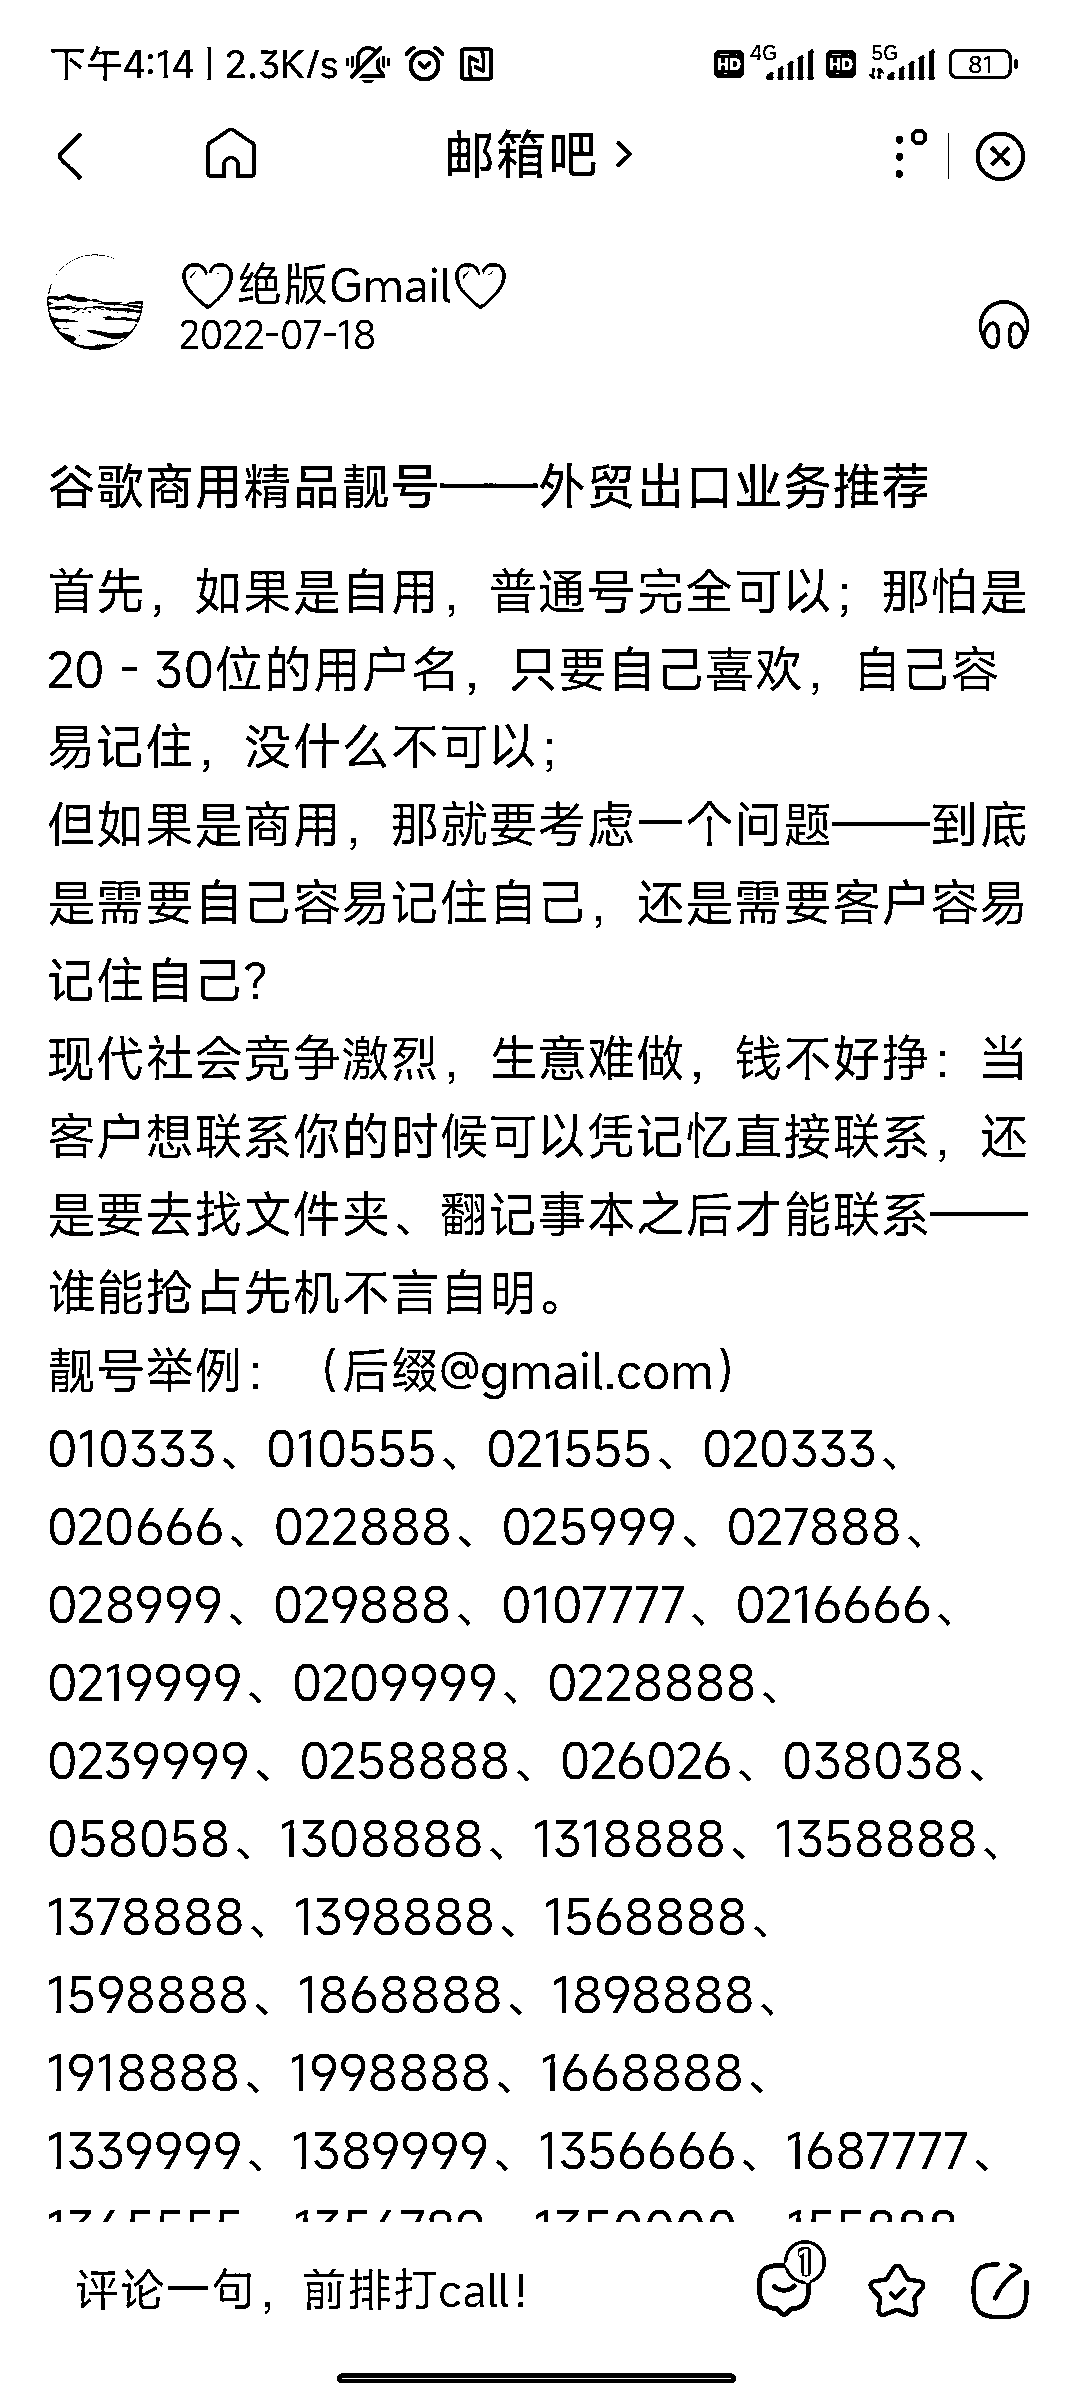 下午4:14 | 2.3K/s
4G 5G 81
邮箱吧
♡绝版Gmail♡
2022-07-18
谷歌商用精品靓号——外贸出口业务推荐
首先，如果是自用，普通号完全可以；那怕是
20 - 30位的用户名，只要自己喜欢，自己容
易记住，没什么不可以；
但如果是商用，那就要考虑一个问题——到底
是需要自己容易记住自己，还是需要客户容易
记住自己？
现代社会竞争激烈，生意难做，钱不好挣：当
客户想联系你的时候可以凭记忆直接联系，还
是要去找文件夹、翻记事本之后才能联系——
谁能抢占先机不言自明。
靓号举例：（后缀@gmail.com）
010333、010555、021555、020333、
020666、022888、025999、027888、
028999、029888、0107777、0216666、
0219999、0209999、0228888、
0239999、0258888、026026、038038、
058058、1308888、1318888、1358888、
1378888、1398888、1568888、
1598888、1868888、1898888、
1918888、1998888、1668888、
1339999、1389999、1356666、1687777、
评论一句，前排打call！
1